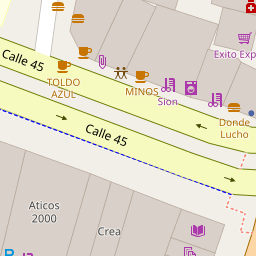 Calle 45
Exito Exp
TOLDO
AZUL
MINOS
Sion
Donde
Lucho
Calle 45
Aticos
2000
Crea
P